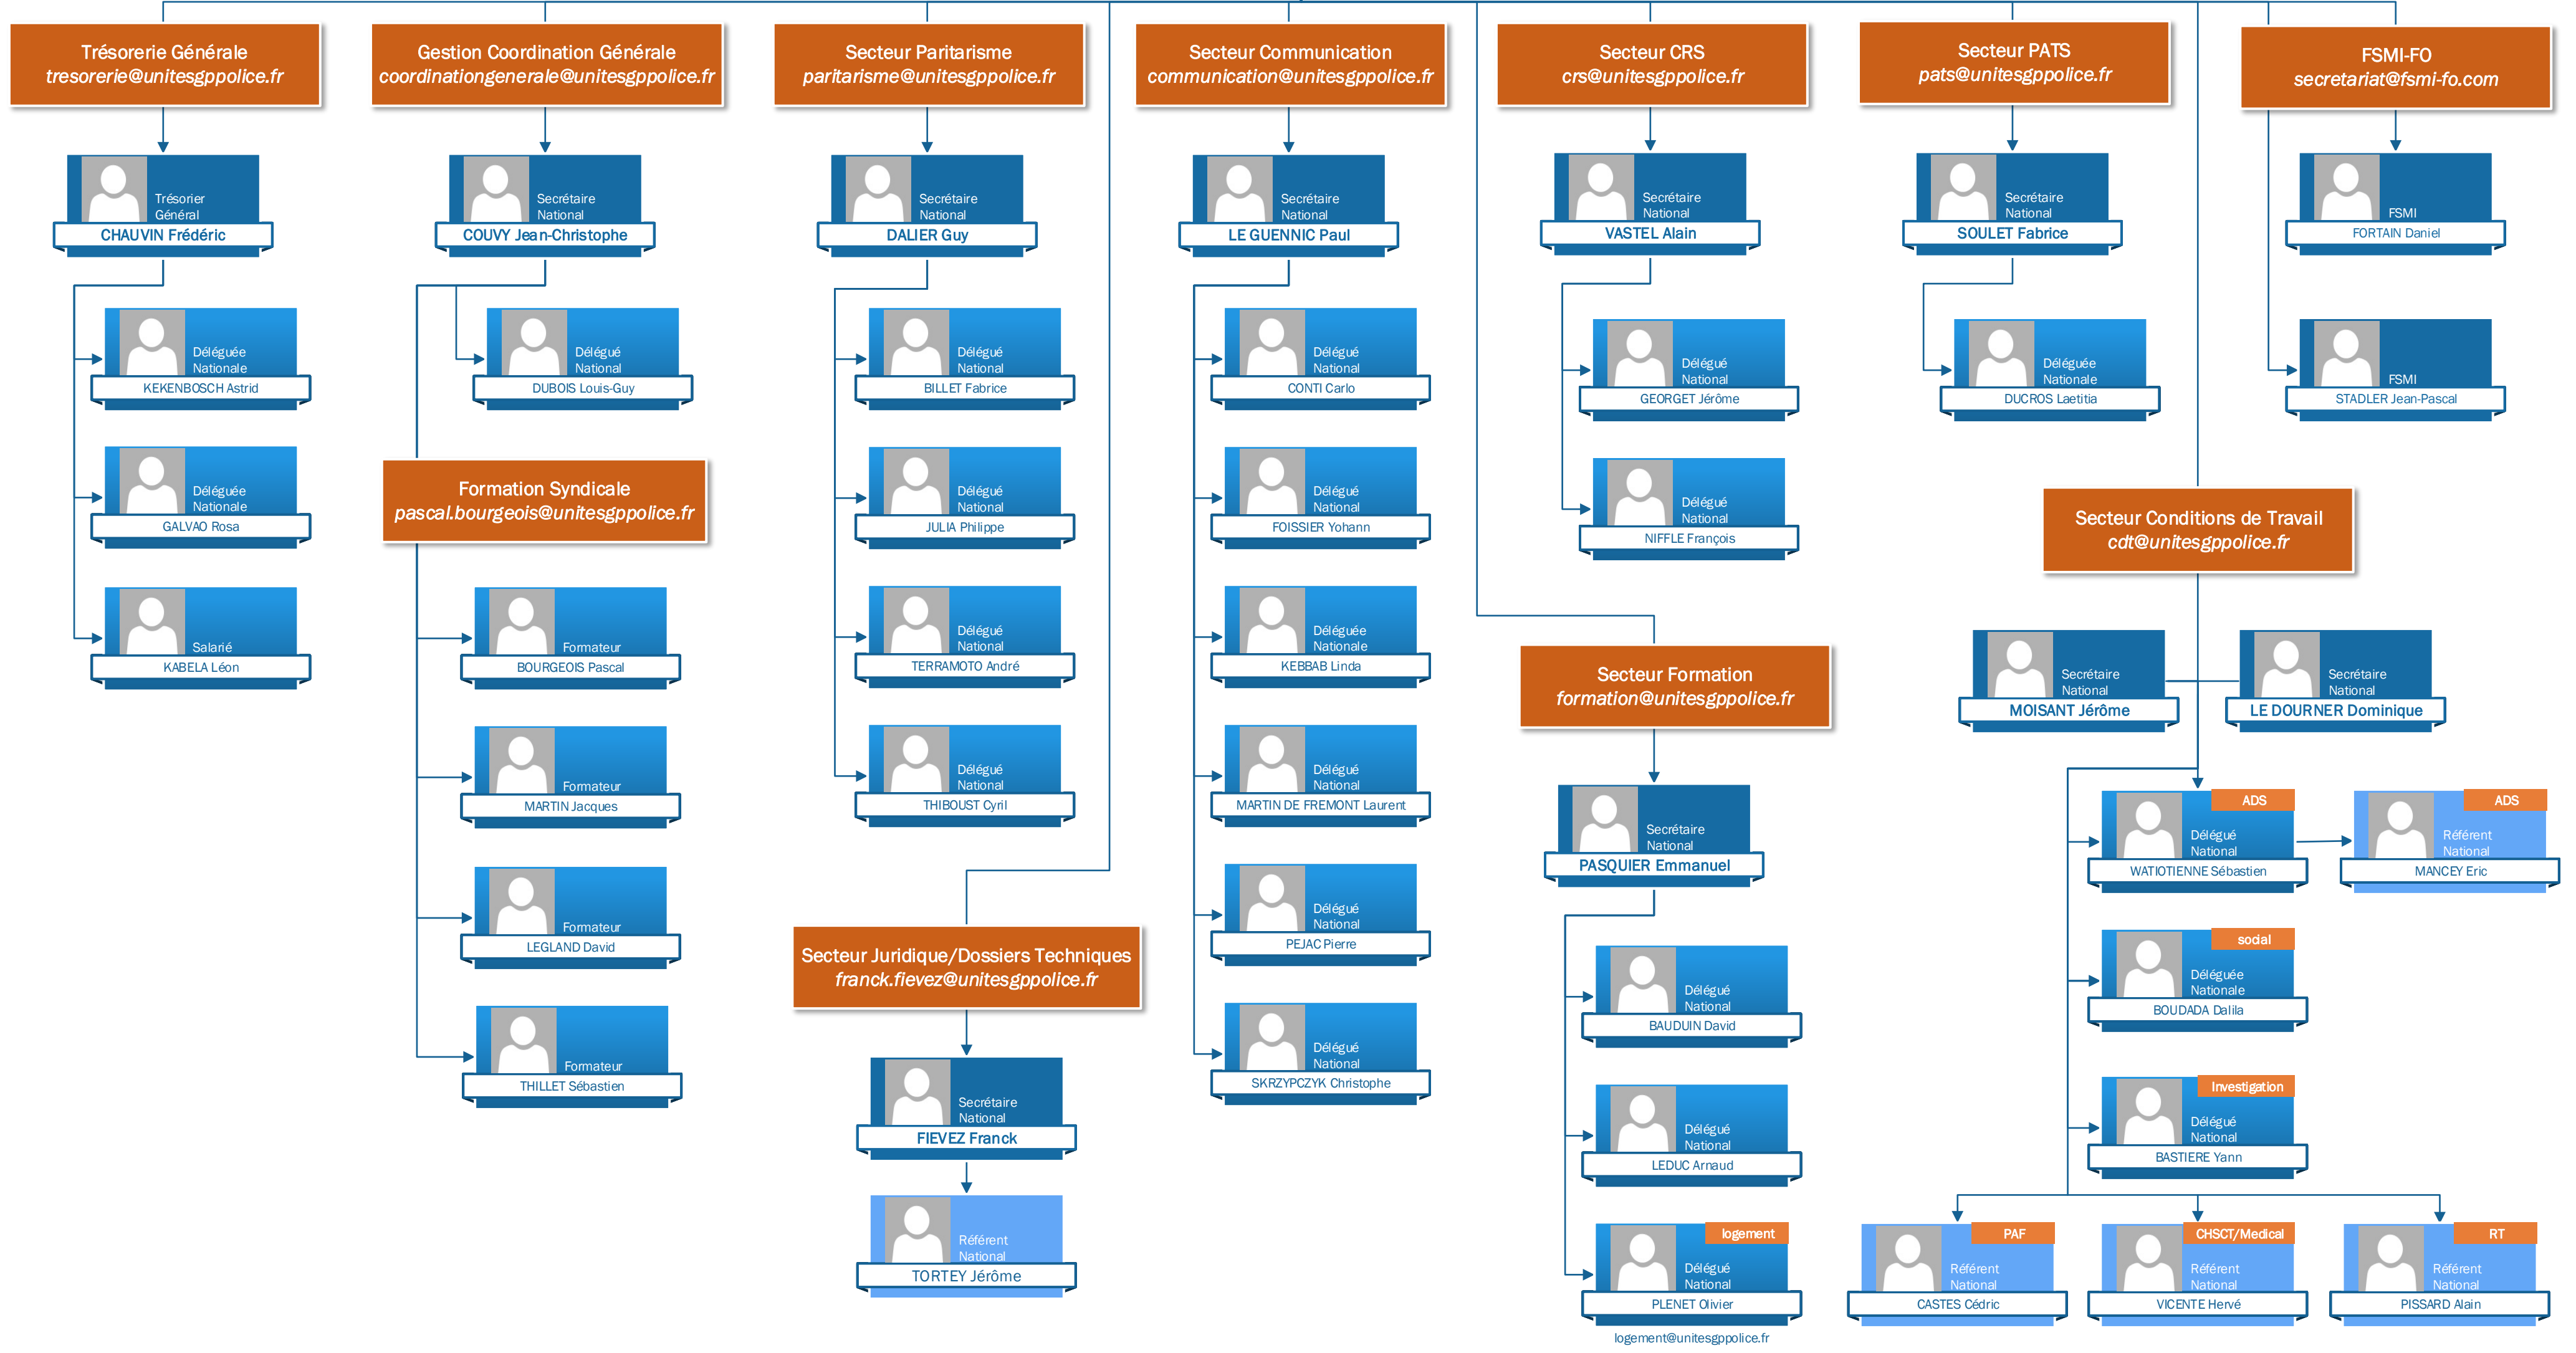 Trésorerie Générale
tresorerie@unitesgppolice.fr
Trésorier
Général
CHAUVIN Frédéric
Déléguée
Nationale
KEKENBOSCH Astrid
Déléguée
Nationale
GALVAO Rosa
Salarié
KABELA Léon
Gestion Coordination Générale
coordinationgenerale@unitesgppolice.fr
Secrétaire
National
COUVY Jean-Christophe
Délégué
National
DUBOIS Louis-Guy
Formation Syndicale
pascal.bourgeois@unitesgppolice.fr
Formateur
BOURGEOIS Pascal
Formateur
MARTIN Jacques
Formateur
LEGLAND David
Formateur
THILLET Sébastien
Secteur Paritarisme
paritarisme@unitesgppolice.fr
Secrétaire
National
DALIER Guy
Délégué
National
BILLET Fabrice
Délégué
National
JULIA Philippe
Délégué
National
TERRAMOTO André
Délégué
National
THIBOUST Cyril
Secteur Juridique/Dossiers Techniques
franck.fievez@unitesgppolice.fr
Secrétaire
National
FIEVEZ Franck
Référent
National
TORTEY Jérôme
Secteur Communication
communication@unitesgppolice.fr
Secrétaire
National
LE GUENNIC Paul
Délégué
National
CONTI Carlo
Délégué
National
FOISSIER Yohann
Déléguée
Nationale
KEBBAB Linda
Délégué
National
MARTIN DE FREMONT Laurent
Délégué
National
PEJAC Pierre
Délégué
National
SKRZYPCZYK Christophe
Secteur CRS
crs@unitesgppolice.fr
Secrétaire
National
VASTEL Alain
Délégué
National
GEORGET Jérôme
Délégué
National
NIFFLE François
Secteur Formation
formation@unitesgppolice.fr
Secrétaire
National
PASQUIER Emmanuel
Délégué
National
BAUDUIN David
Délégué
National
LEDUC Arnaud
logement
Délégué
National
PLENET Olivier
logement@unitesgppolice.fr
Secteur PATS
pats@unitesgppolice.fr
Secrétaire
National
SOULET Fabrice
Déléguée
Nationale
DUCROS Laetitia
FSMI-FO
secretariat@fsmi-fo.com
FSMI
FORTAIN Daniel
FSMI
STADLER Jean-Pascal
Secteur Conditions de Travail
cdt@unitesgppolice.fr
Secrétaire
National
MOISANT Jérôme
Secrétaire
National
LE DOURNER Dominique
ADS
Délégué
National
WATIOTIENNE Sébastien
ADS
Référent
National
MANCEY Eric
social
Déléguée
Nationale
BOUDADA Dalila
Investigation
Délégué
National
BASTIERE Yann
PAF
Référent
National
CASTES Cédric
CHSCT/Medical
Référent
National
VICENTE Hervé
RT
Référent
National
PISSARD Alain